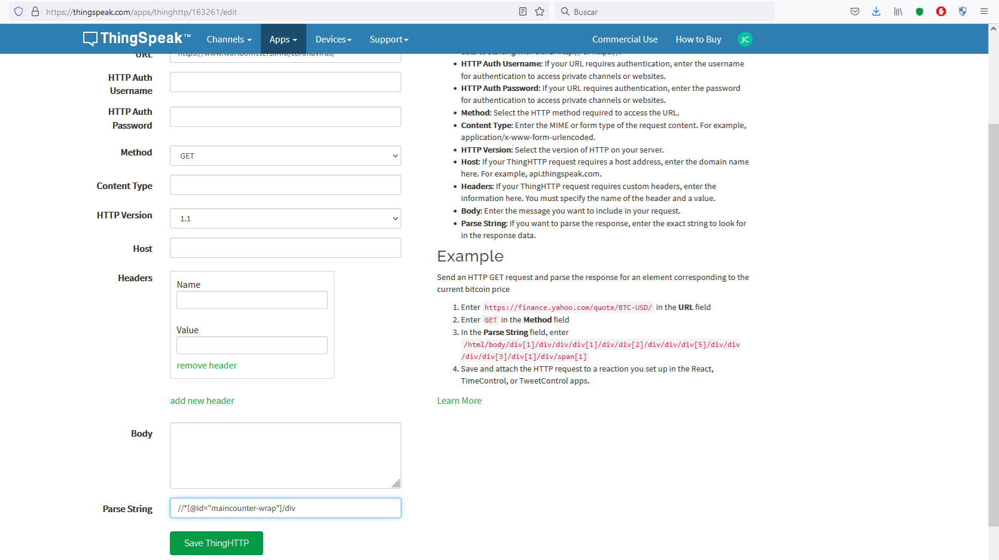 https://thingspeak.com/apps/thinghttp/163261/edit
Buscar
ThingSpeak™
Channels
Apps
Devices
Support
Commercial Use
How to Buy
JC
URL
https://www.worldometers.info/coronavirus/
HTTP Auth
Username
HTTP Auth
Password
Method
GET
Content Type
HTTP Version
1.1
Host
Headers
Name
Value
remove header
add new header
Body
Parse String
//*[@id="maincounter-wrap"]/div
Save ThingHTTP
data to starting with either http:// or https://.
• HTTP Auth Username: If your URL requires authentication, enter the username
for authentication to access private channels or websites.
• HTTP Auth Password: If your URL requires authentication, enter the password
for authentication to access private channels or websites.
• Method: Select the HTTP method required to access the URL.
• Content Type: Enter the MIME or form type of the request content. For example,
application/x-www-form-urlencoded.
• HTTP Version: Select the version of HTTP on your server.
• Host: If your ThingHTTP request requires a host address, enter the domain name
here. For example, api.thingspeak.com.
• Headers: If your ThingHTTP request requires custom headers, enter the
information here. You must specify the name of the header and a value.
• Body: Enter the message you want to include in your request.
• Parse String: If you want to parse the response, enter the exact string to look for
in the response data.
Example
Send an HTTP GET request and parse the response for an element corresponding to the
current bitcoin price
1. Enter https://finance.yahoo.com/quote/BTC-USD/ in the URL field
2. Enter GET in the Method field
3. In the Parse String field, enter
/html/body/div[1]/div/div/div[1]/div/div[2]/div/div/div[5]/div/div
/div/div[3]/div[1]/div/span[1]
4. Save and attach the HTTP request to a reaction you set up in the React,
TimeControl, or TweetControl apps.
Learn More